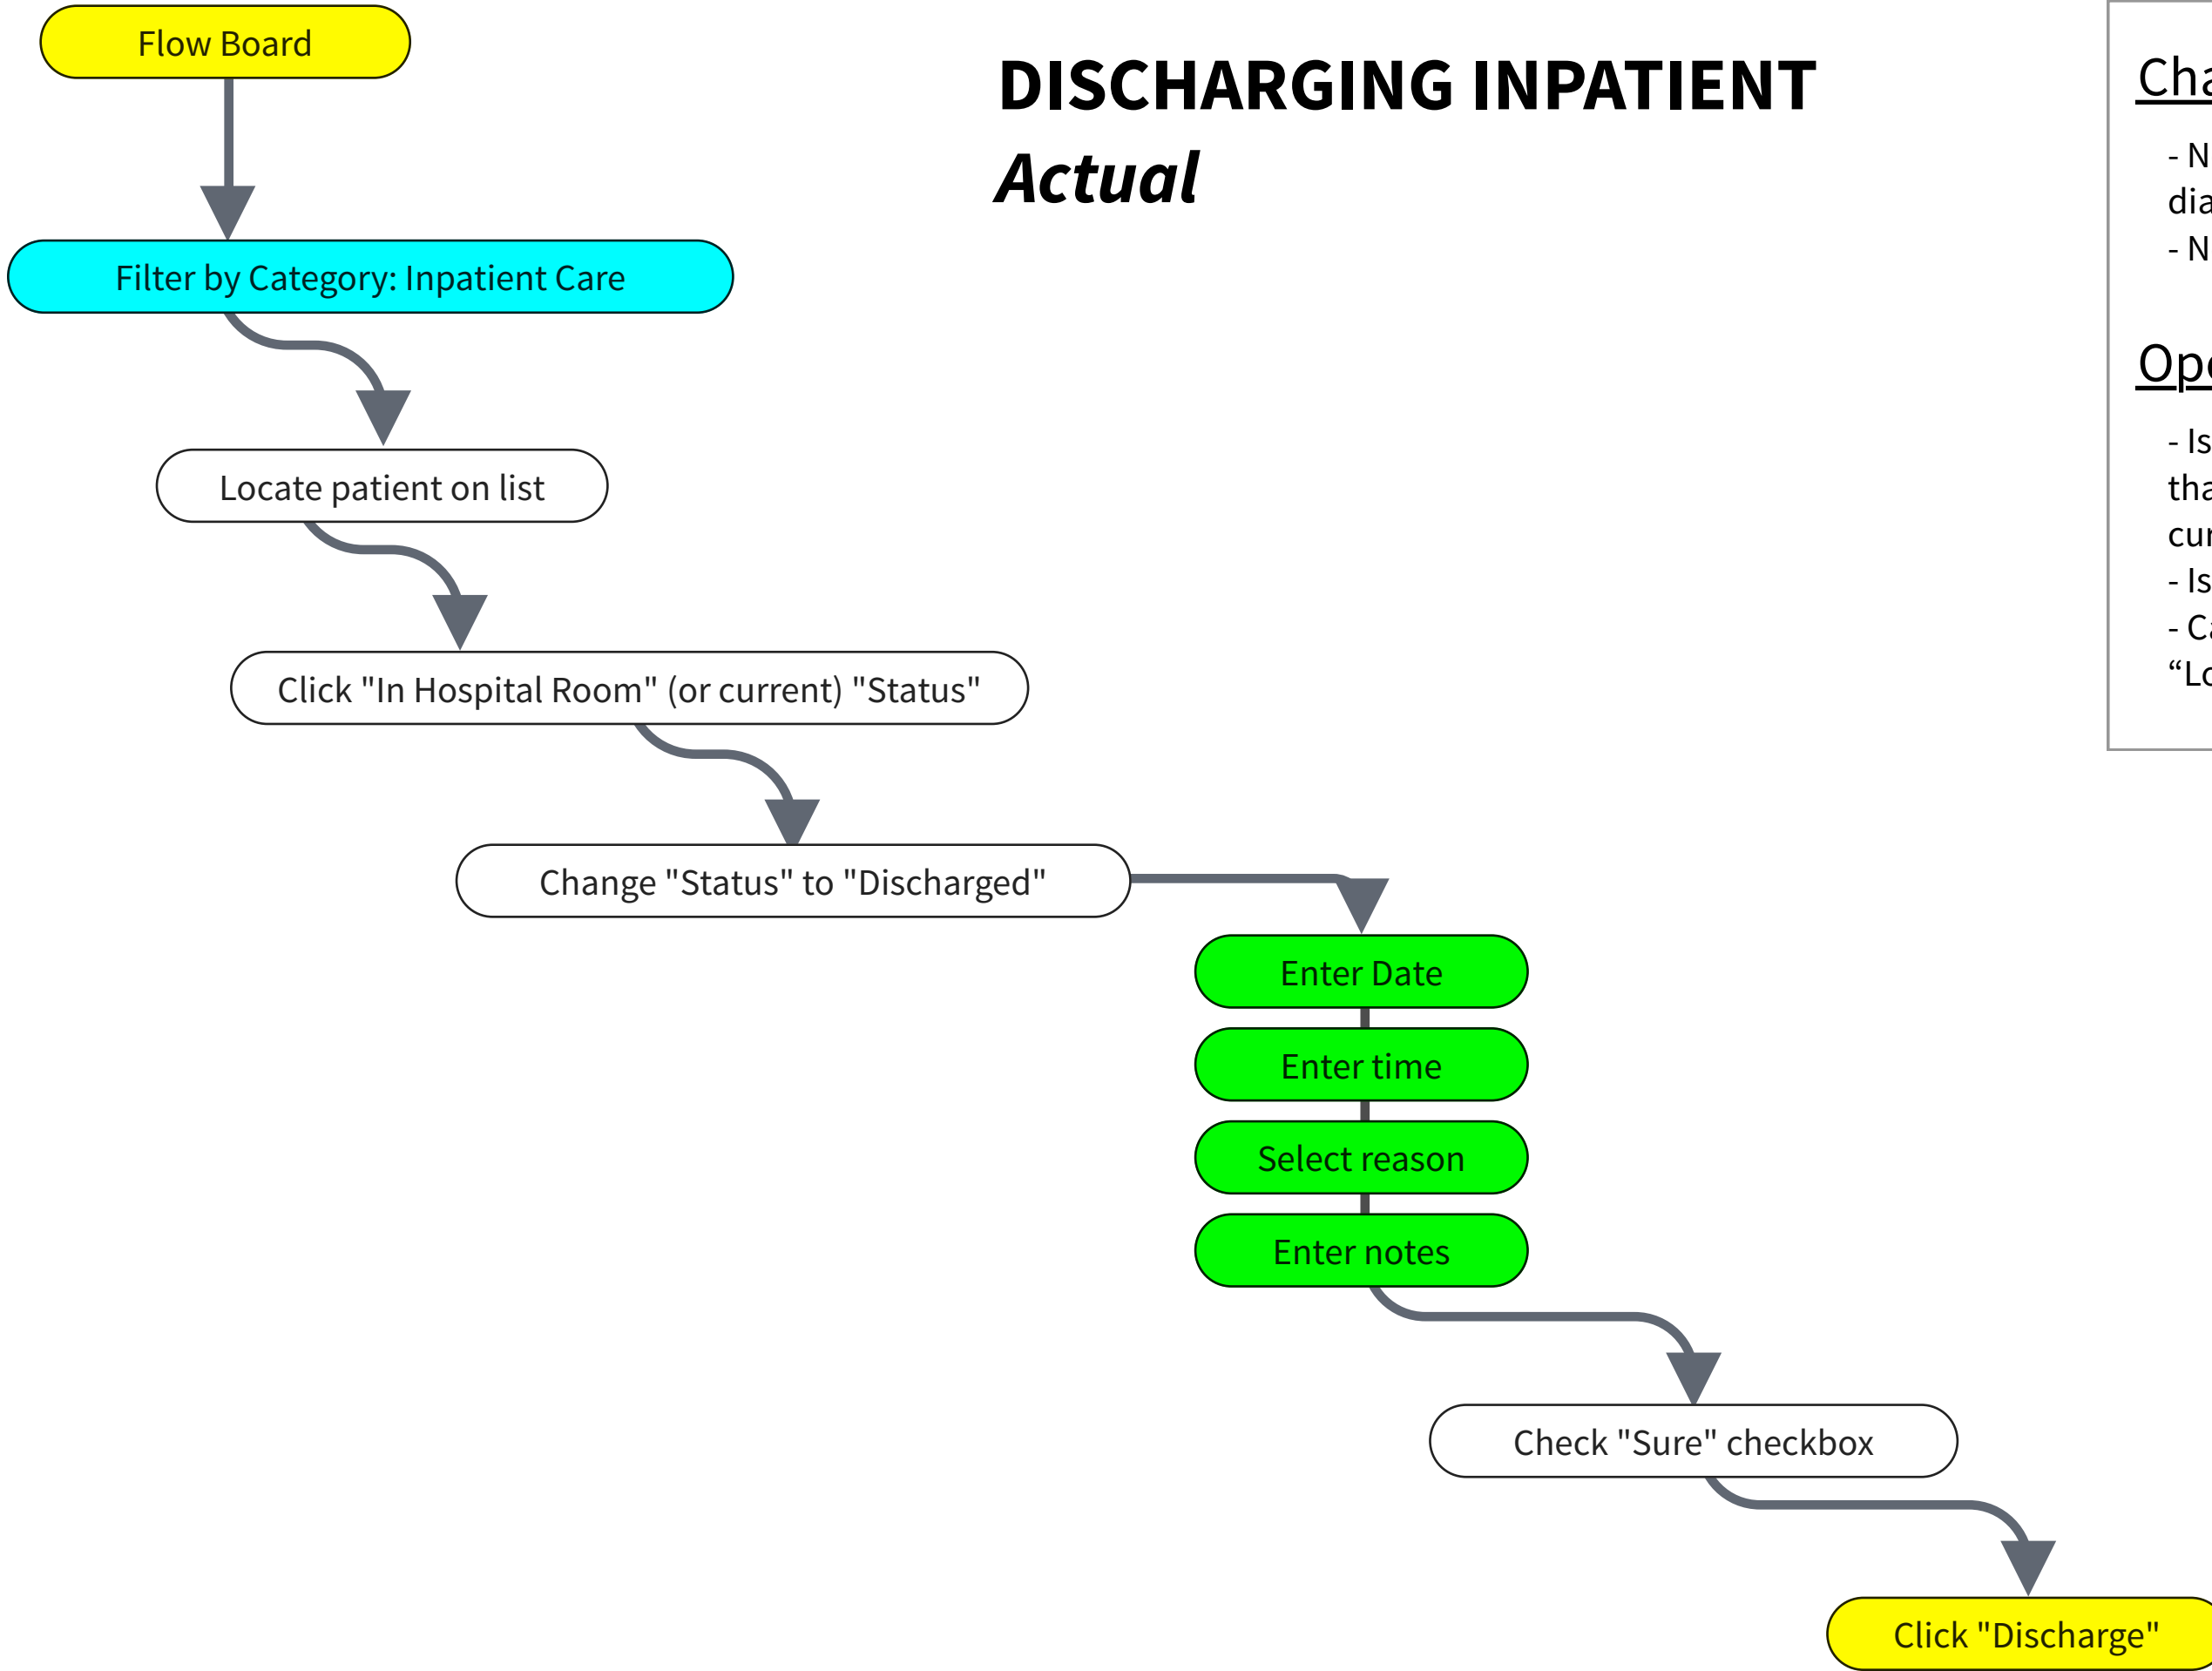 Flow Board
DISCHARGING INPATIENT
Actual
Filter by Category: Inpatient Care
Locate patient on list
Click "In Hospital Room" (or current) "Status"
Change "Status" to "Discharged"
Enter Date
Enter time
Select reason
Enter notes
Check "Sure" checkbox
Click "Discharge"